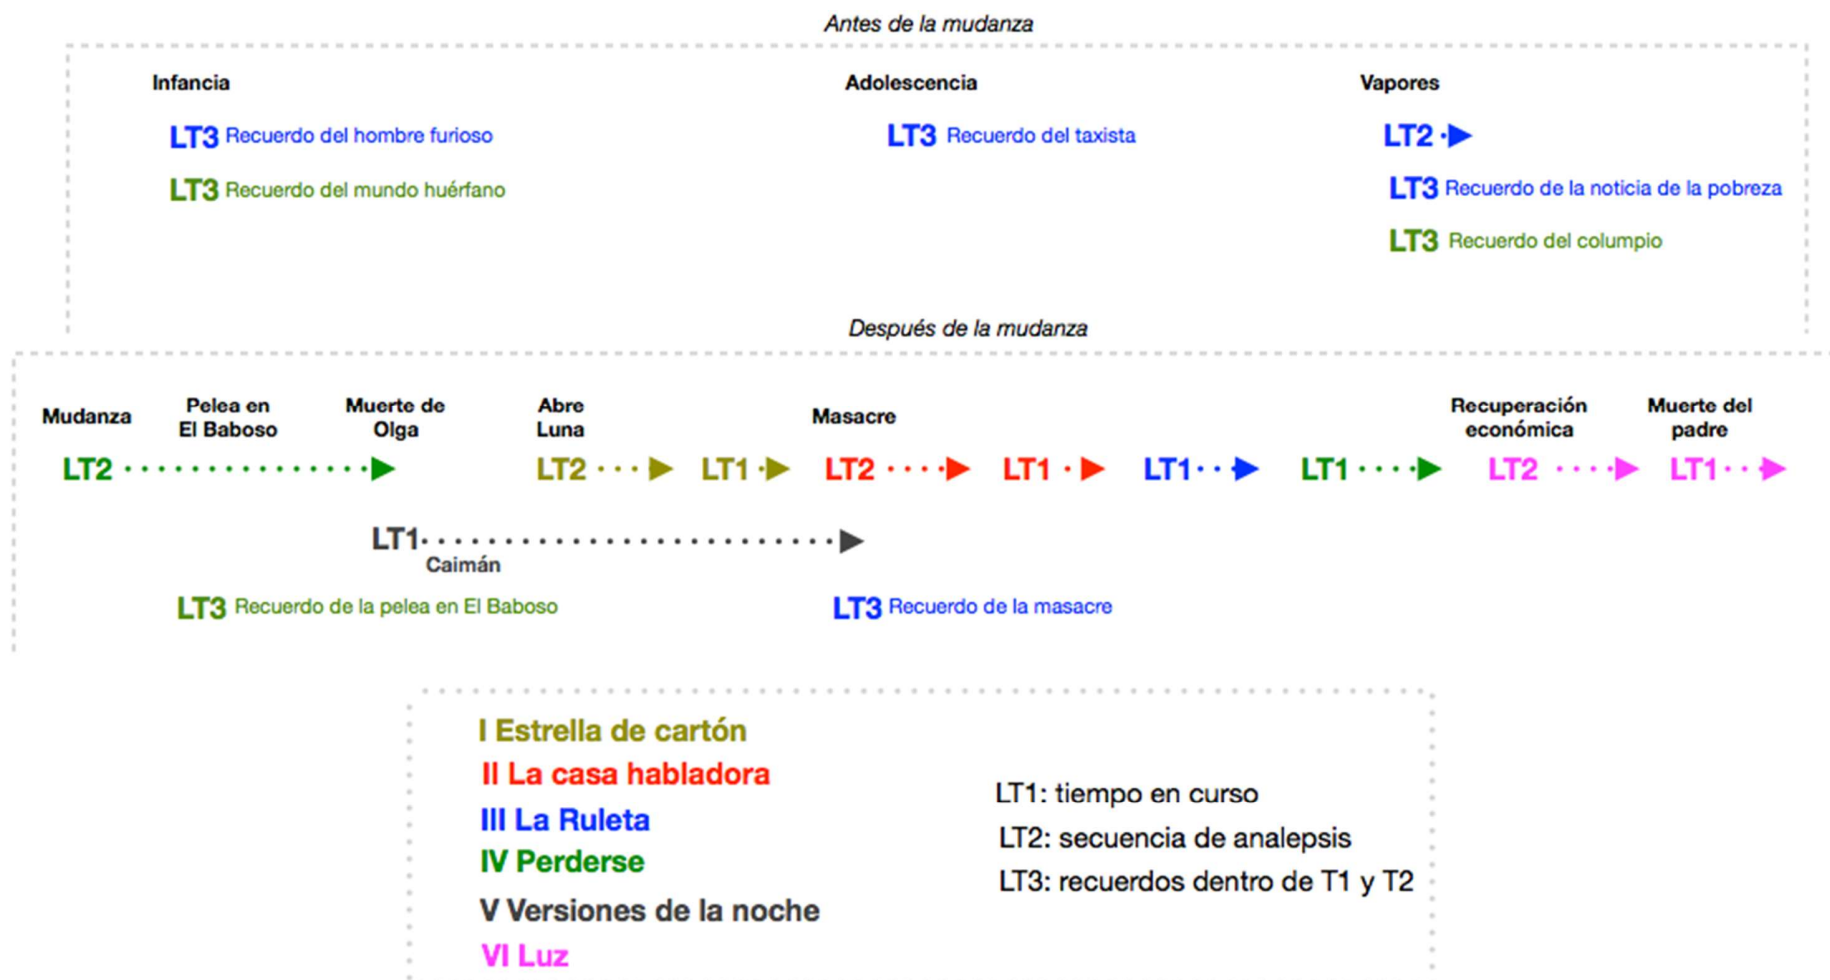 Antes de la mudanza
Infancia
Adolescencia
Vapores
LT3 Recuerdo del hombre furioso
LT3 Recuerdo del taxista
LT2
LT3 Recuerdo del mundo huérfano
LT3 Recuerdo de la noticia de la pobreza
LT3 Recuerdo del columpio
Después de la mudanza
Mudanza
Pelea en
El Baboso
Muerte de
Olga
Abre
Luna
Masacre
Recuperación
económica
Muerte del
padre
LT2
LT2
LT1
LT2
LT1
LT1
LT1
LT2
LT1
LT1
Caimán
LT3 Recuerdo de la pelea en El Baboso
LT3 Recuerdo de la masacre
I Estrella de cartón
II La casa habladora
III La Ruleta
IV Perderse
V Versiones de la noche
VI Luz
LT1: tiempo en curso
LT2: secuencia de analepsis
LT3: recuerdos dentro de T1 y T2